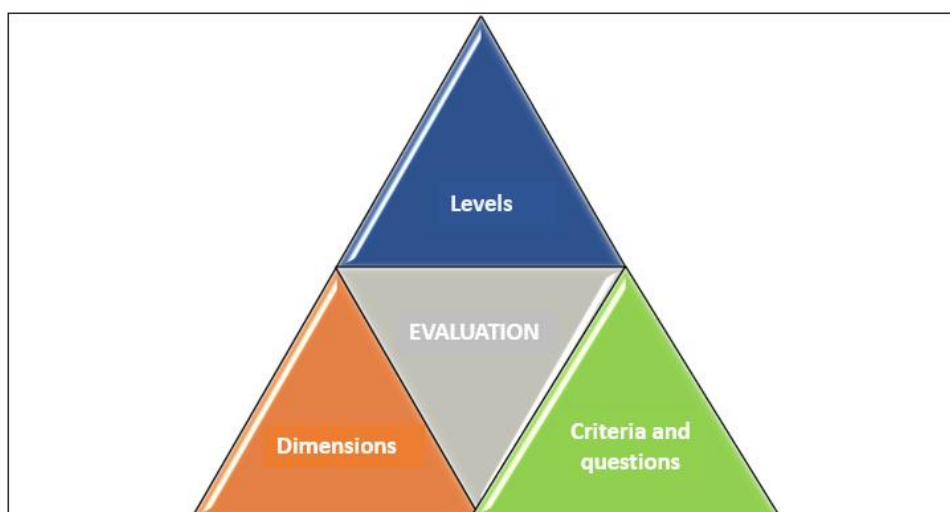 Levels
EVALUATION
Dimensions
Criteria and
questions